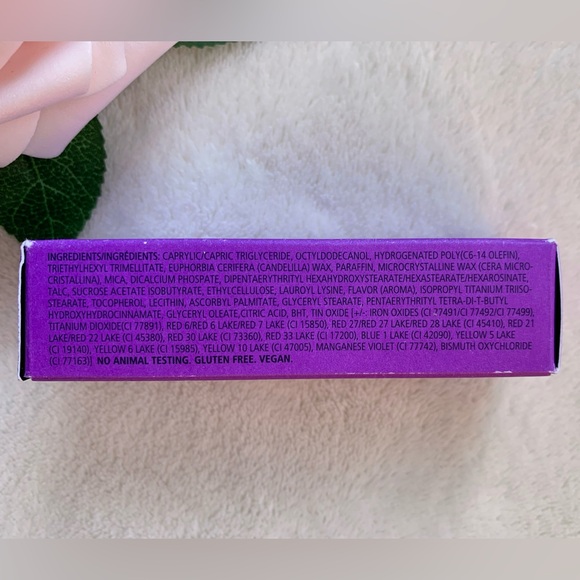 INGREDIENTS/INGRÉDIENTS: CAPRYLIC/CAPRIC TRIGLYCERIDE, OCTYLDODECANOL, HYDROGENATED POLY(C6-14 OLEFIN),
TRIETHYLHEXYL TRIMELLITATE, EUPHORBIA CERIFERA (CANDELILLA) WAX, PARAFFIN, MICROCRYSTALLINE WAX (CERA MICRO-
CRISTALLINA), MICA, DICALCIUM PHOSPATE, DIPENTAERYTHRITYL HEXAHYDROXYSTEARTE/HEXASTEARTE/HEXAROSINATE,
TALC, SUCROSE ACETATE ISOBUTYRATE, ETHYLCELLULOSE, LAUROYL LYSINE, FLAVOR (AROMA), ISOPROPYL TITANIUM TRIISO-
STEARATE, TOCOPHEROL, LECITHIN, ASCORBYL PALMITATE, GLYCERYL STEARATE, PENTAERYTHRITYL TETRA-DI-T-BUTYL
HYDROXYHYDROCINNAMATE, GLYCERYL OLEATE,CITRIC ACID, BHT, TIN OXIDE [+/-: IRON OXIDES (CI 77491/CI 77492/CI 77499),
TITANIUM DIOXIDE(CI 77891), RED 6/RED 6 LAKE/RED 7 LAKE (CI 15850), RED 27/RED 27 LAKE/RED 28 LAKE (CI 45410), RED 21
LAKE/RED 22 LAKE (CI 45380), RED 30 LAKE (CI 73360), RED 33 LAKE (CI 17200), BLUE 1 LAKE (CI 42090), YELLOW 5 LAKE
(CI 19140), YELLOW 6 LAKE (CI 15985), YELLOW 10 LAKE (CI 47005), MANGANESE VIOLET (CI 77742), BISMUTH OXYCHLORIDE
(CI 77163)] NO ANIMAL TESTING. GLUTEN FREE. VEGAN.